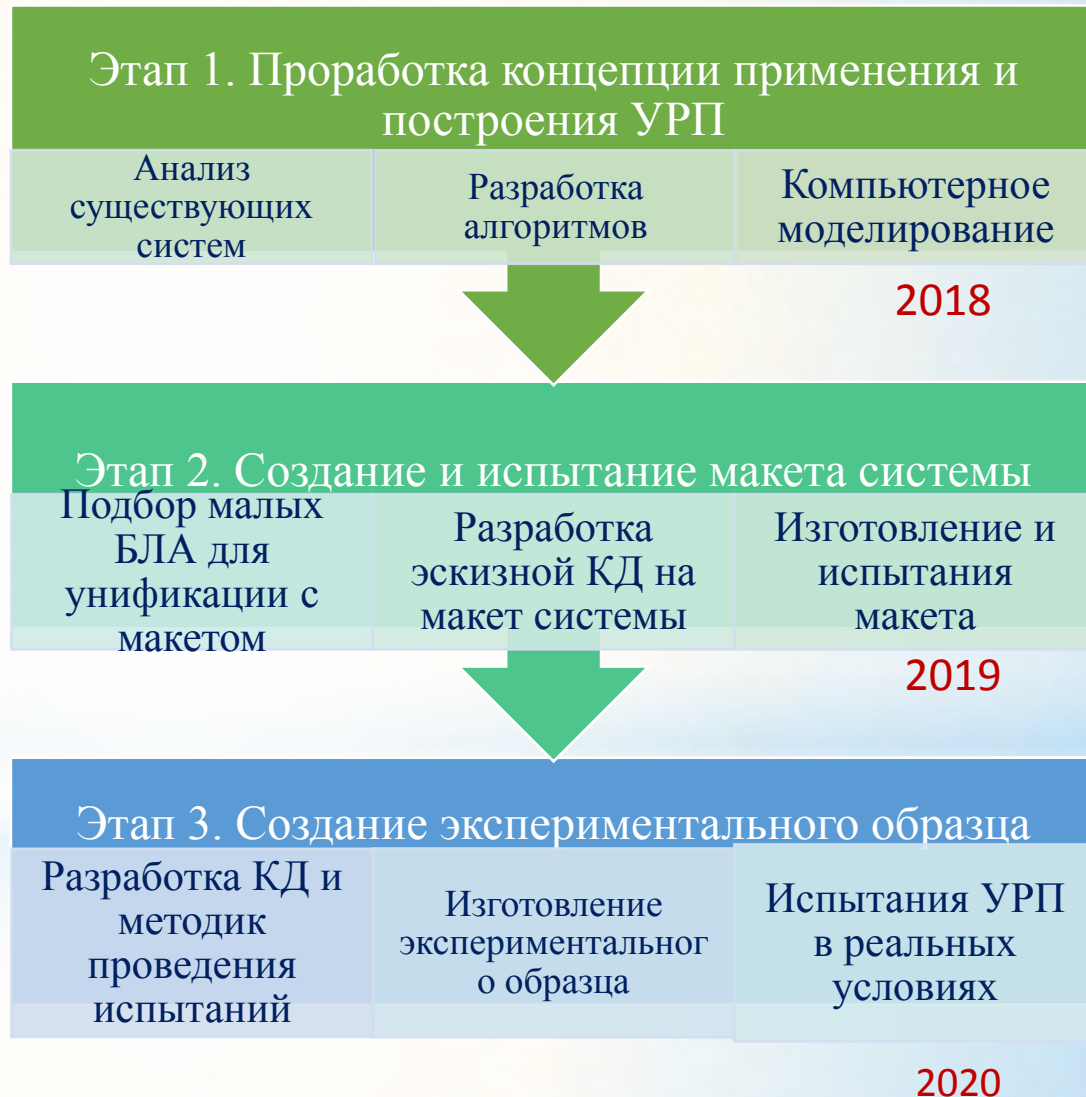 Этап 1. Проработка концепции применения и
построения УРП
Анализ
существующих
систем
Разработка
алгоритмов
Компьютерное
моделирование
2018
Этап 2. Создание и испытание макета системы
Подбор малых
БЛА для
унификации с
макетом
Разработка
эскизной КД на
макет системы
Изготовление и
испытания
макета
2019
Этап 3. Создание экспериментального образца
Разработка КД и
методик
проведения
испытаний
Изготовление
экспериментальног
о образца
Испытания УРП
в реальных
условиях
2020